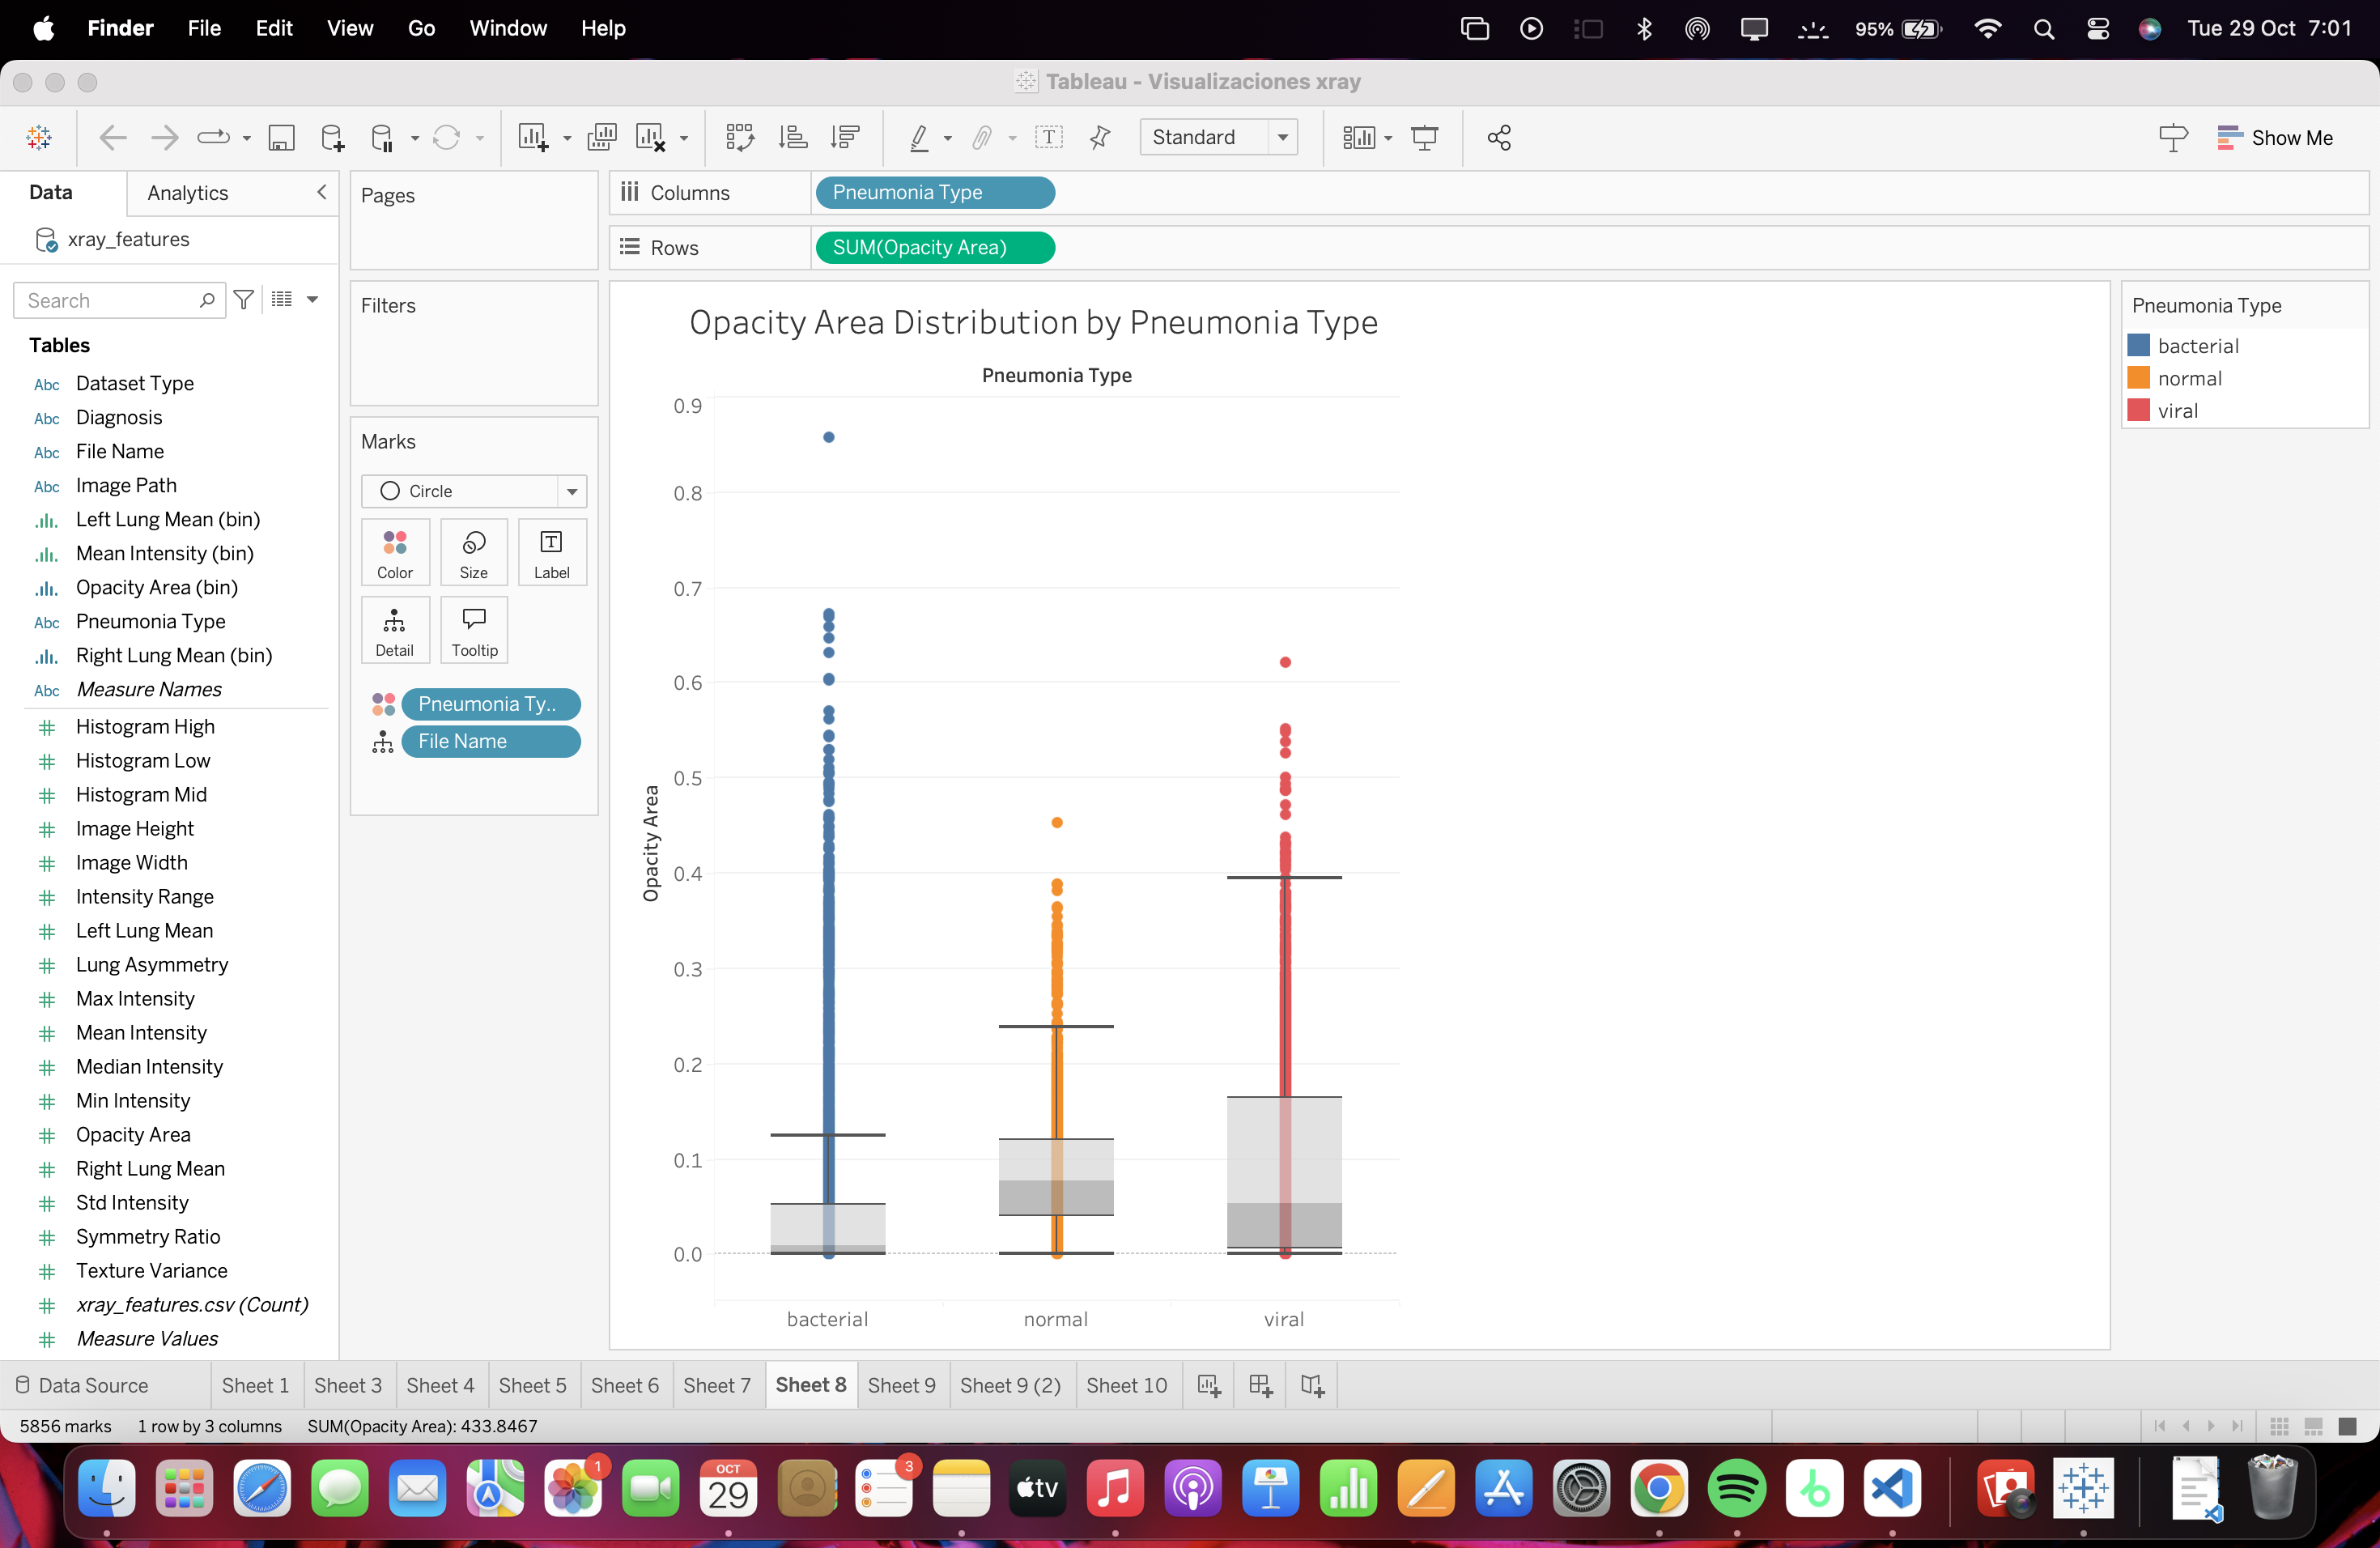 Finder File Edit View Go Window Help 95% Tue 29 Oct 7:01
Tableau - Visualizaciones xray
Standard Show Me
Data Analytics
xray_features
Search
Tables
Abc Dataset Type
Abc Diagnosis
Abc File Name
Abc Image Path
Left Lung Mean (bin)
Mean Intensity (bin)
Opacity Area (bin)
Abc Pneumonia Type
Right Lung Mean (bin)
Abc Measure Names
# Histogram High
# Histogram Low
# Histogram Mid
# Image Height
# Image Width
# Intensity Range
# Left Lung Mean
# Lung Asymmetry
# Max Intensity
# Mean Intensity
# Median Intensity
# Min Intensity
# Opacity Area
# Right Lung Mean
# Std Intensity
# Symmetry Ratio
# Texture Variance
# xray_features.csv (Count)
# Measure Values
Pages
Filters
Marks
Circle
Color Size Label
Detail Tooltip
Pneumonia Ty..
File Name
Columns Pneumonia Type
Rows SUM(Opacity Area)
Opacity Area Distribution by Pneumonia Type
Pneumonia Type
0.9
0.8
0.7
0.6
0.5
0.4
0.3
0.2
0.1
0.0
Opacity Area
bacterial normal viral
Pneumonia Type
bacterial
normal
viral
Data Source Sheet 1 Sheet 3 Sheet 4 Sheet 5 Sheet 6 Sheet 7 Sheet 8 Sheet 9 Sheet 9 (2) Sheet 10
5856 marks 1 row by 3 columns SUM(Opacity Area): 433.8467
1
OCT
29
3
tv